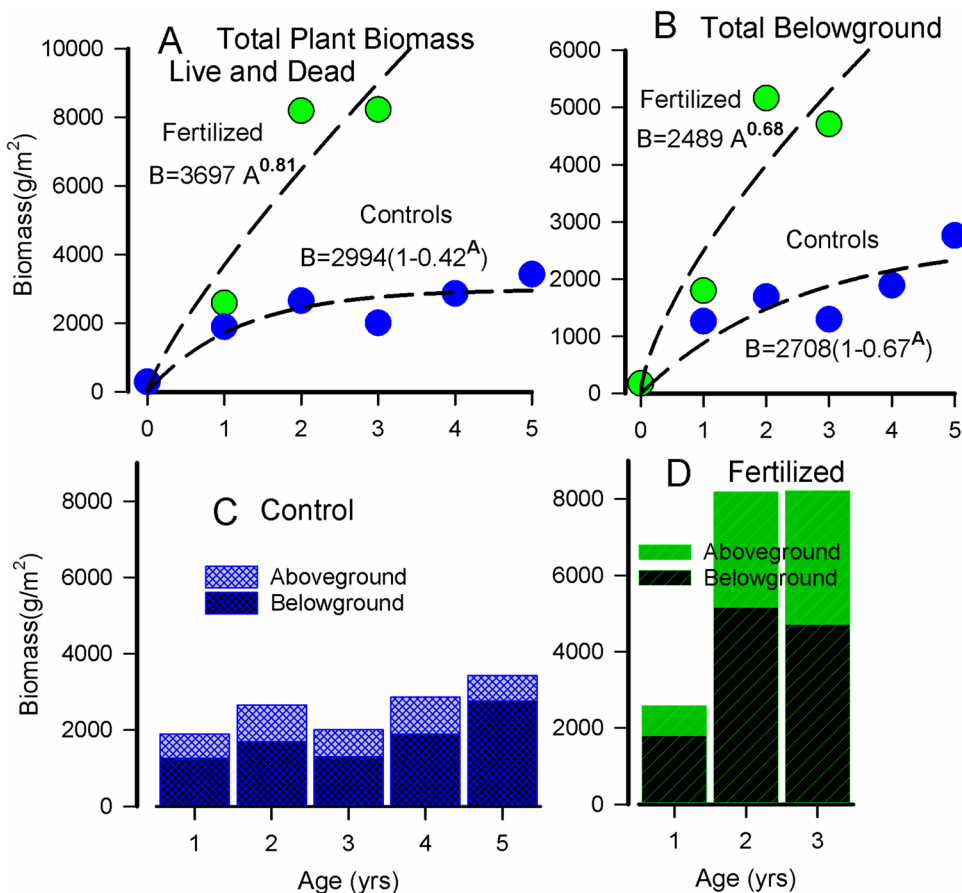 A Total Plant Biomass
Live and Dead
Biomass(g/m²)
10000
8000
6000
4000
2000
0
Fertilized
B=3697 A^0.81
Controls
B=2994(1-0.42^A)
0 1 2 3 4 5
B Total Belowground
6000
5000
4000
3000
2000
1000
0
Fertilized
B=2489 A^0.68
Controls
B=2708(1-0.67^A)
0 1 2 3 4 5
C Control
Biomass(g/m²)
8000
6000
4000
2000
0
Aboveground
Belowground
1 2 3 4 5
Age (yrs)
D Fertilized
8000
6000
4000
2000
0
Aboveground
Belowground
1 2 3
Age (yrs)